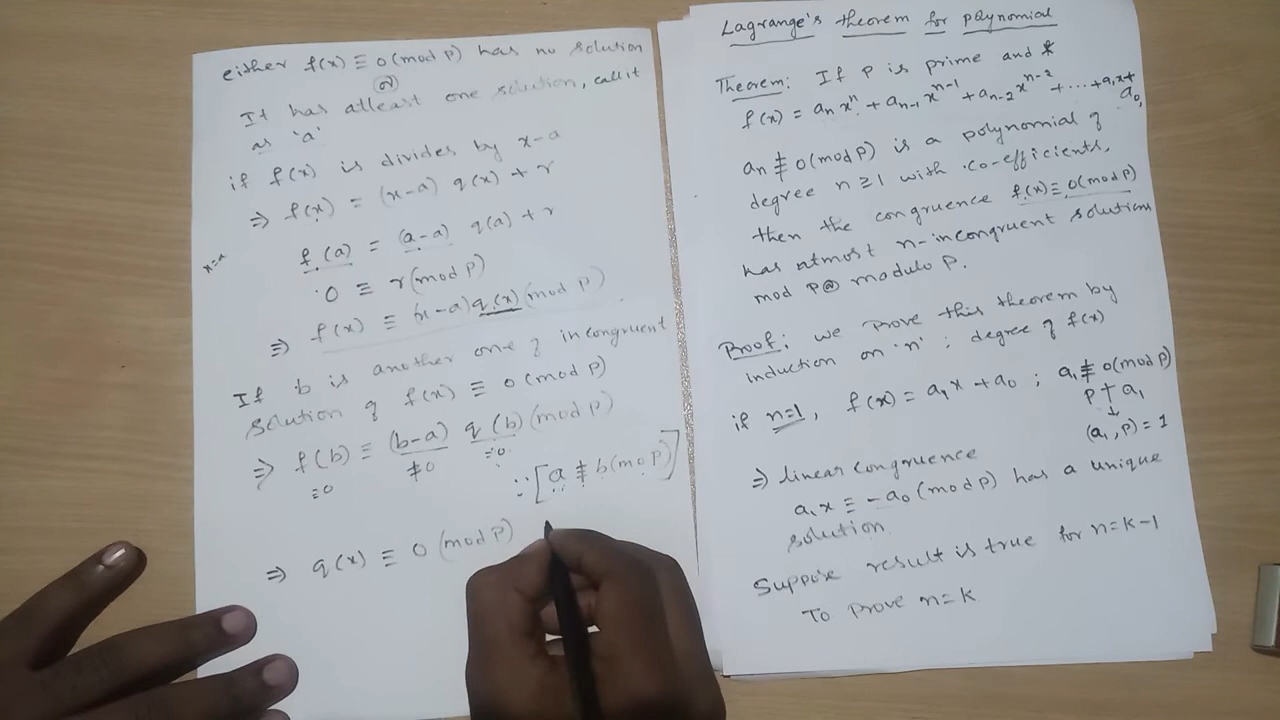 Lagrange's theorem for polynomial
Theorem: If P is prime and
f(x) = aₙxⁿ + aₙ₋₁xⁿ⁻¹ + aₙ₋₂xⁿ⁻² + ... + a₁x + a₀,
aₙ ≢ 0 (mod P) is a polynomial of
degree n ≥ 1 with co-efficients,
then the congruence f(x) ≡ 0 (mod P)
has atmost n-incongruent solutions
mod P modulo P.
Proof: we prove this theorem by
induction on 'n' ; degree of f(x)
if n=1, f(x) = a₁x + a₀ ; a₁ ≢ 0 (mod P)
P ∤ a₁
↓
(a₁, P) = 1
⇒ linear congruence
a₁x ≡ -a₀ (mod P) has a unique
solution
Suppose result is true for n = k-1
To prove n=k
either f(x) ≡ 0 (mod P) has no solution
(or)
It has atleast one solution, call it
as 'a'
if f(x) is divides by x-a
⇒ f(x) = (x-a) q(x) + r
x=a
f(a) = (a-a) q(a) + r
0 ≡ r (mod P)
⇒ f(x) ≡ (x-a) q(x) (mod P)
If b is another one of incongruent
solution of f(x) ≡ 0 (mod P)
⇒ f(b) ≡ (b-a) q(b) (mod P)
≡0 ≢0 ≡0 ∵ [a ≢ b (mo P)]
⇒ q(x) ≡ 0 (mod P)